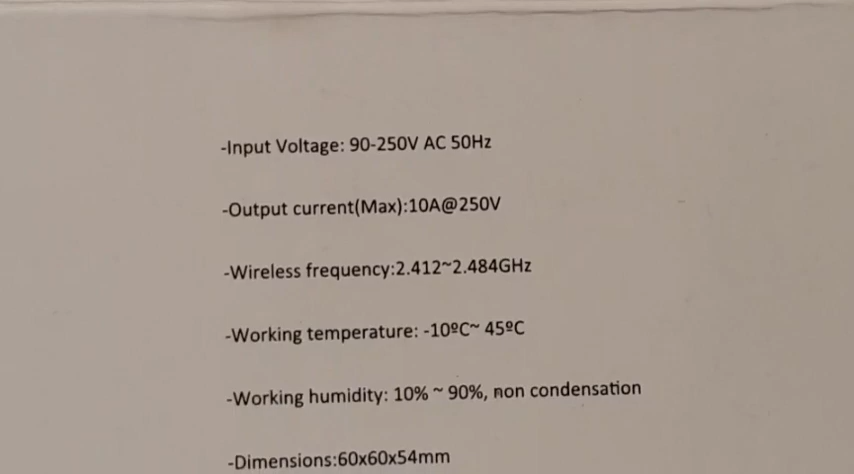 -Input Voltage: 90-250V AC 50Hz
-Output current(Max):10A@250V
-Wireless frequency:2.412~2.484GHz
-Working temperature: -10ºC~ 45ºC
-Working humidity: 10% ~ 90%, non condensation
-Dimensions:60x60x54mm